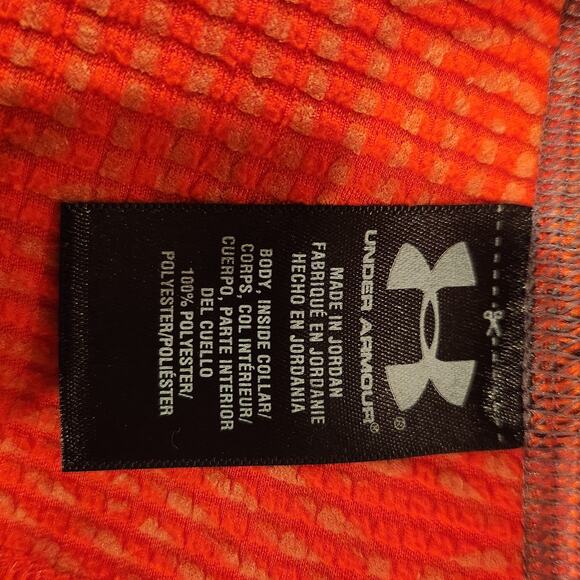 UNDER ARMOUR®
®
MADE IN JORDAN
FABRIQUÉ EN JORDANIE
HECHO EN JORDANIA
BODY, INSIDE COLLAR/
CORPS, COL INTÉRIEUR/
CUERPO, PARTE INTERIOR
DEL CUELLO
100% POLYESTER/
POLYESTER/POLIÉSTER